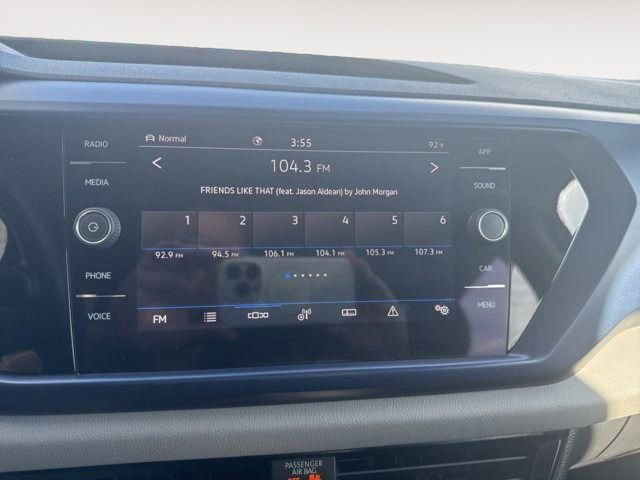 RADIO
Normal
3:55
92°F
APP
104.3 FM
MEDIA
SOUND
FRIENDS LIKE THAT (feat. Jason Aldean) by John Morgan
1 2 3 4 5 6
92.9 FM 94.5 FM 106.1 FM 104.1 FM 105.3 FM 107.3 FM
PHONE
CAR
MENU
VOICE
FM
PASSENGER
AIR BAG
OFF